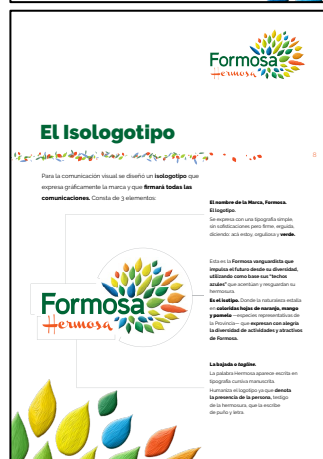 Formosa
Hermosa
El Isologotipo
8
Para la comunicación visual se diseñó un isologotipo que
expresa gráficamente la marca y que firmará todas las
comunicaciones. Consta de 3 elementos:
El nombre de la Marca, Formosa.
El logotipo:
Se expresa con una tipografía simple,
sin sofisticaciones pero firme, erguida,
diciendo: acá estoy, orgullosa y verde.
Esta es la Formosa vanguardista que
impulsa el futuro desde su diversidad,
utilizando como base sus "techos
azules" que acentúan y resguardan su
hermosura.
Es el isotipo. Donde la naturaleza estalla
en coloridas hojas de naranjo, mango
y pomelo —especies representativas de
la Provincia— que expresan con alegría
la diversidad de actividades y atractivos
de Formosa.
Formosa
Hermosa
La bajada o tagline.
La palabra Hermosa aparece escrita en
tipografía cursiva manuscrita.
Humaniza el logotipo ya que denota
la presencia de la persona, testigo
de la hermosura, que la escribe
de puño y letra.